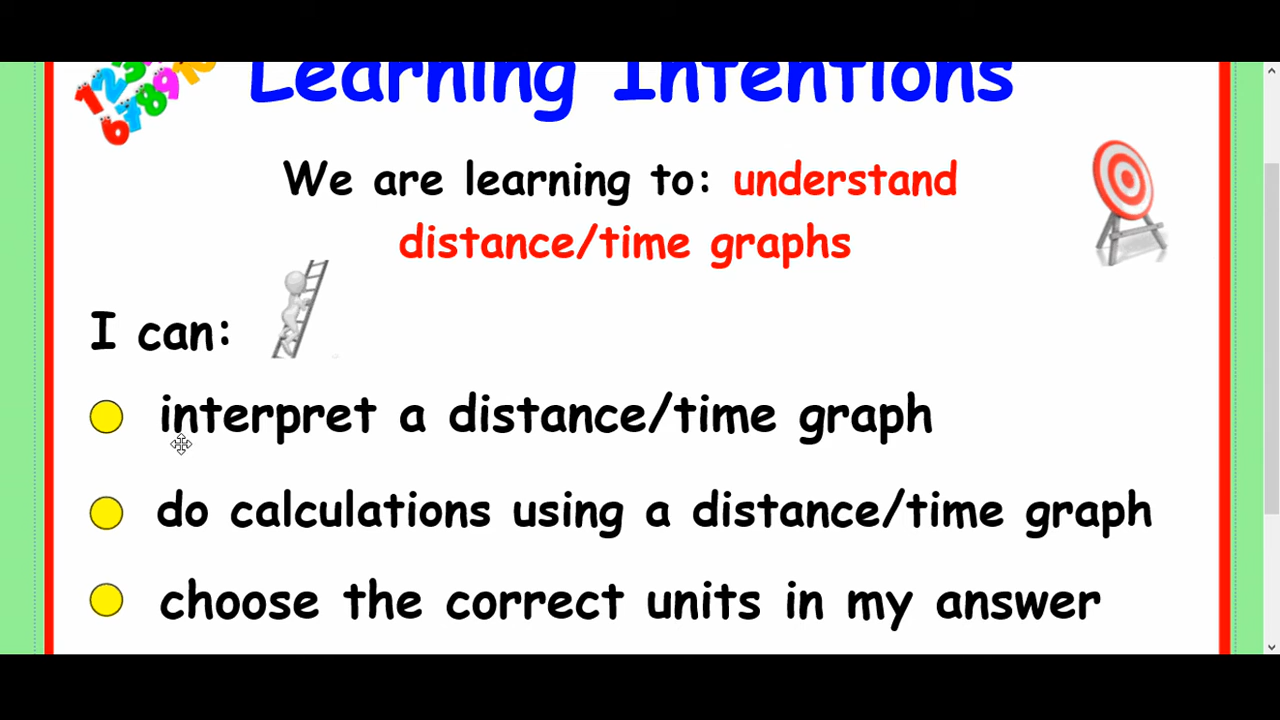 Learning Intentions
We are learning to: understand
distance/time graphs
I can:
interpret a distance/time graph
do calculations using a distance/time graph
choose the correct units in my answer